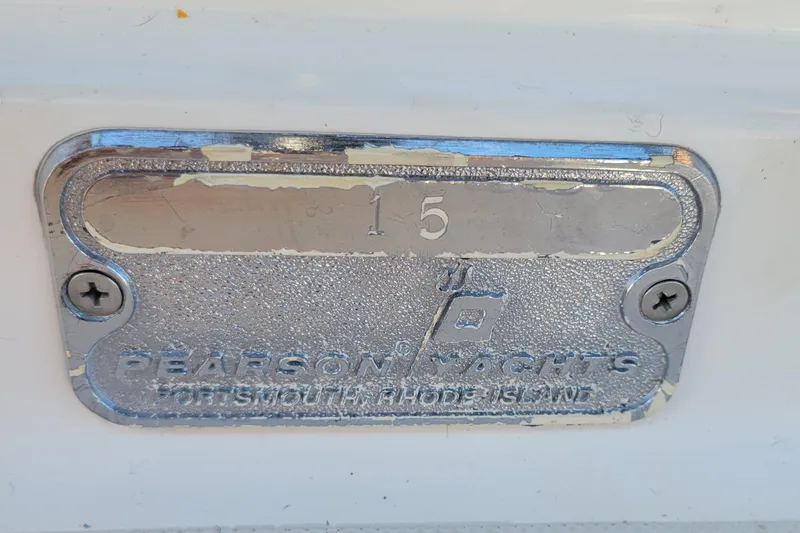 15
PEARSON® YACHTS
PORTSMOUTH, RHODE ISLAND